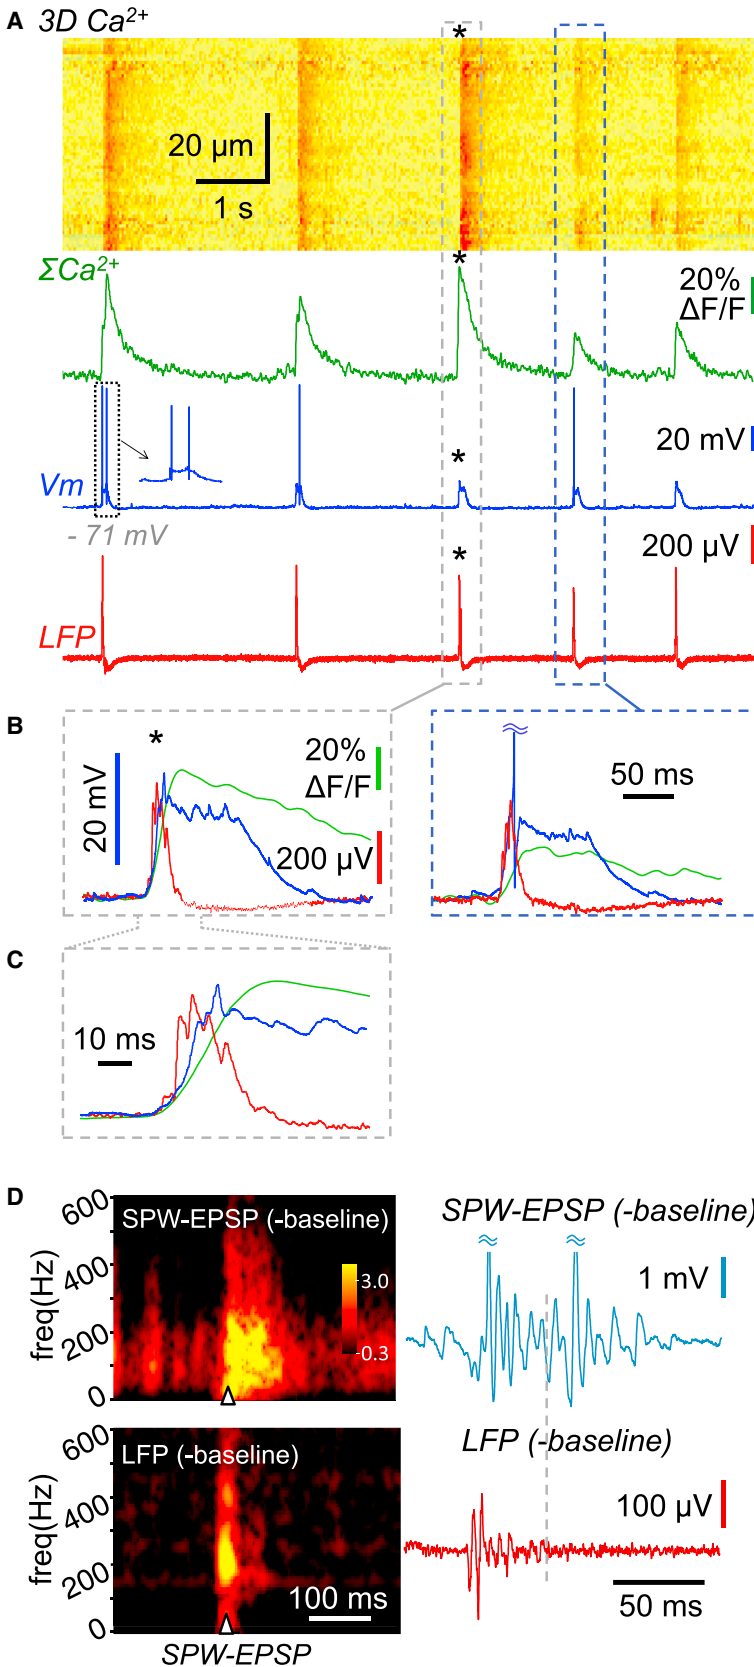 A 3D Ca²⁺
*
20 µm
1 s
ΣCa²⁺
*
20%
ΔF/F
20 mV
Vm
*
- 71 mV
200 µV
*
LFP
B
*
20 mV
20%
ΔF/F
200 µV
50 ms
C
10 ms
D
600
400
200
0
freq(Hz)
SPW-EPSP (-baseline)
3.0
-0.3
SPW-EPSP (-baseline)
1 mV
600
400
200
0
freq(Hz)
LFP (-baseline)
100 ms
SPW-EPSP
LFP (-baseline)
100 µV
50 ms